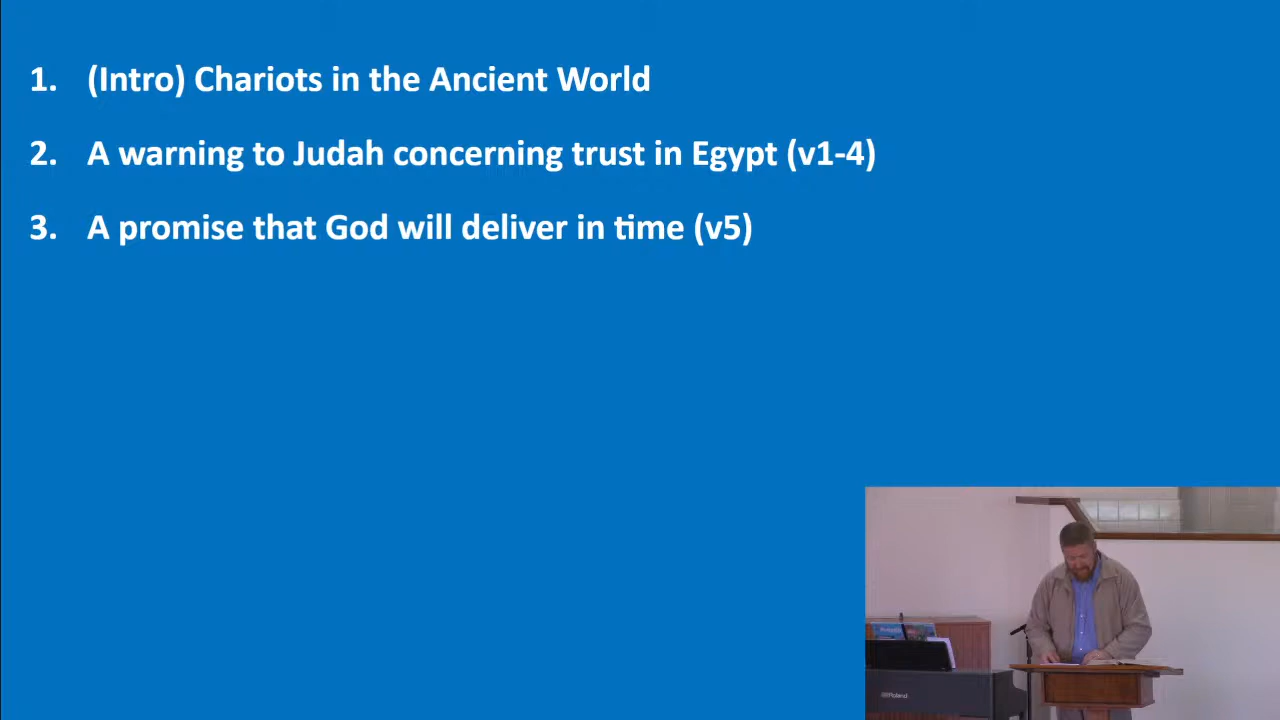 1. (Intro) Chariots in the Ancient World
2. A warning to Judah concerning trust in Egypt (v1-4)
3. A promise that God will deliver in time (v5)
Roland